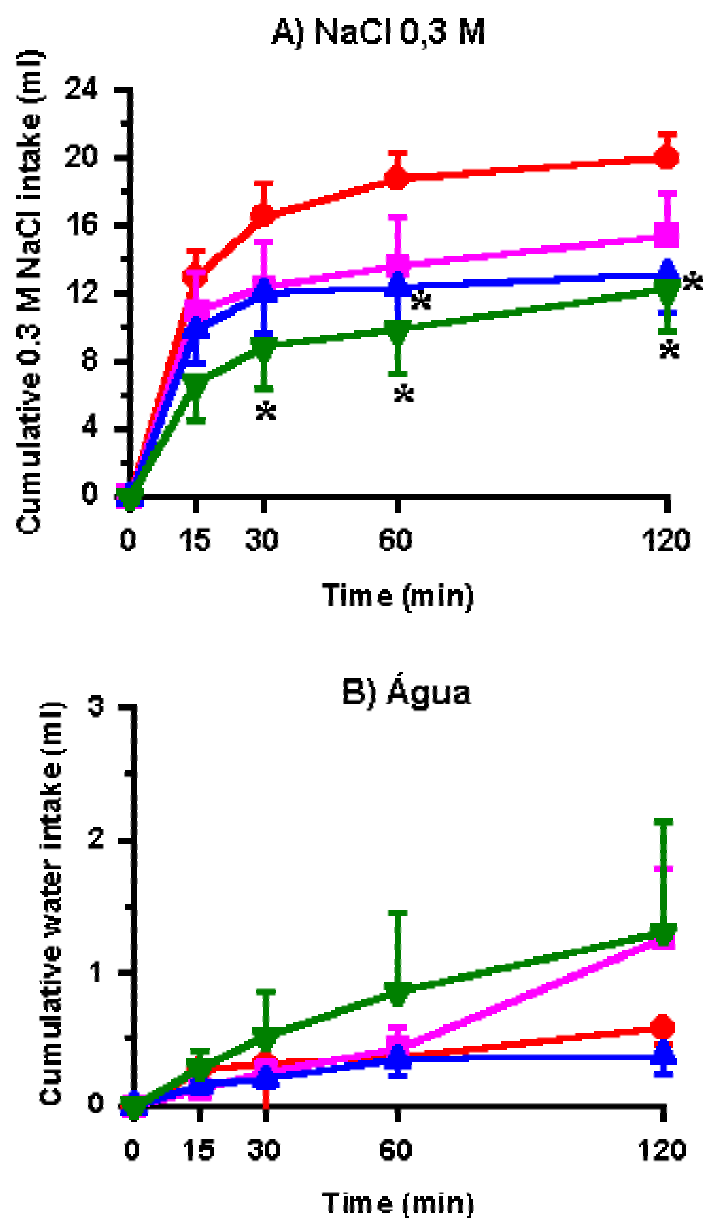 A) NaCl 0,3 M
Cumulative 0.3 M NaCl intake (ml)
24
20
16
12
8
4
0
*
*
*
*
*
0 15 30 60 120
Time (min)
B) Água
Cumulative water intake (ml)
3
2
1
0
0 15 30 60 120
Time (min)